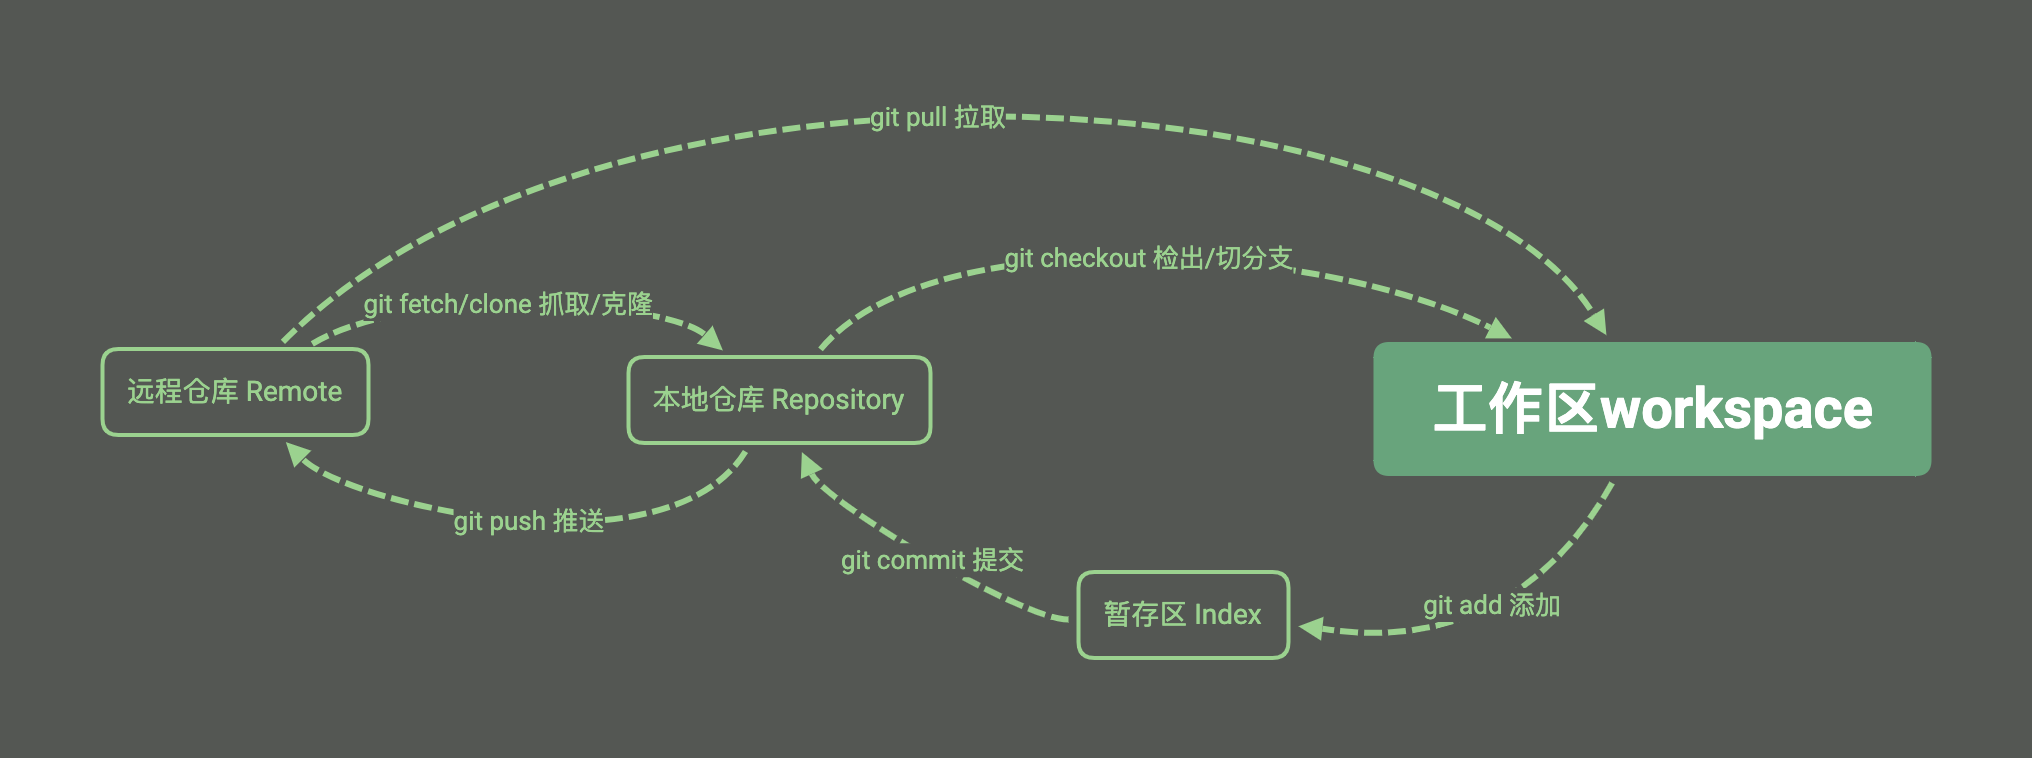 git pull 拉取
git checkout 检出/切分支
git fetch/clone 抓取/克隆
远程仓库 Remote
本地仓库 Repository
工作区workspace
git push 推送
git commit 提交
git add 添加
暂存区 Index